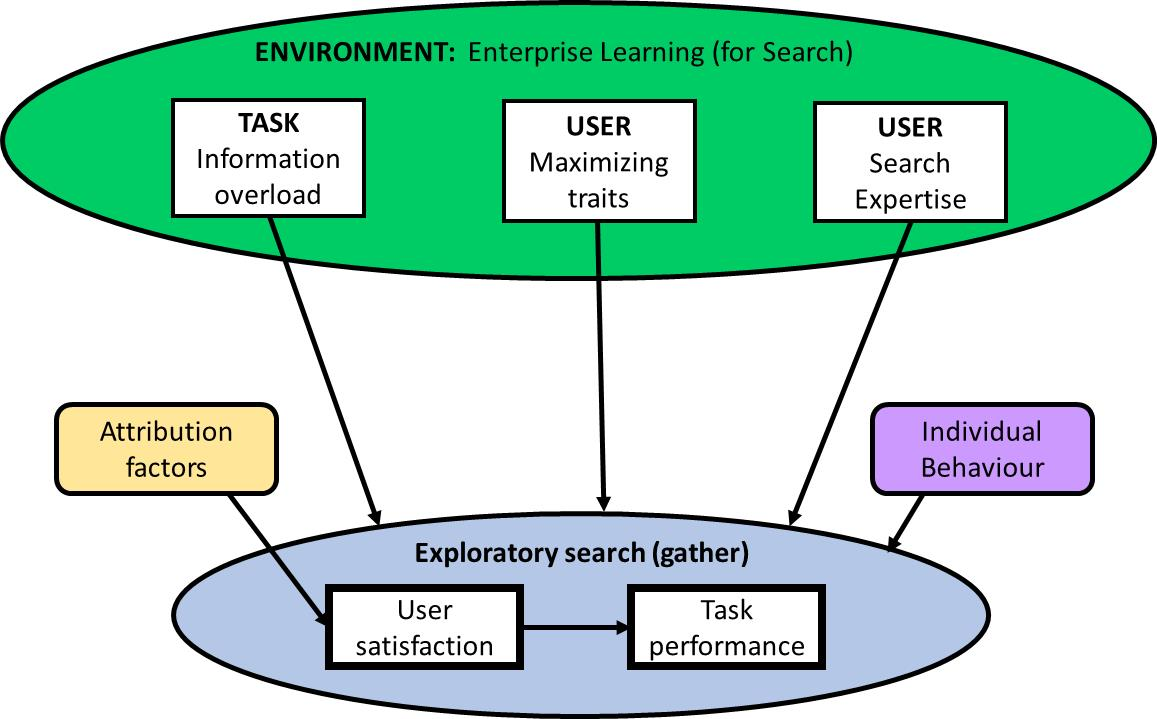 ENVIRONMENT: Enterprise Learning (for Search)
TASK
Information
overload
USER
Maximizing
traits
USER
Search
Expertise
Attribution
factors
Individual
Behaviour
Exploratory search (gather)
User
satisfaction
Task
performance